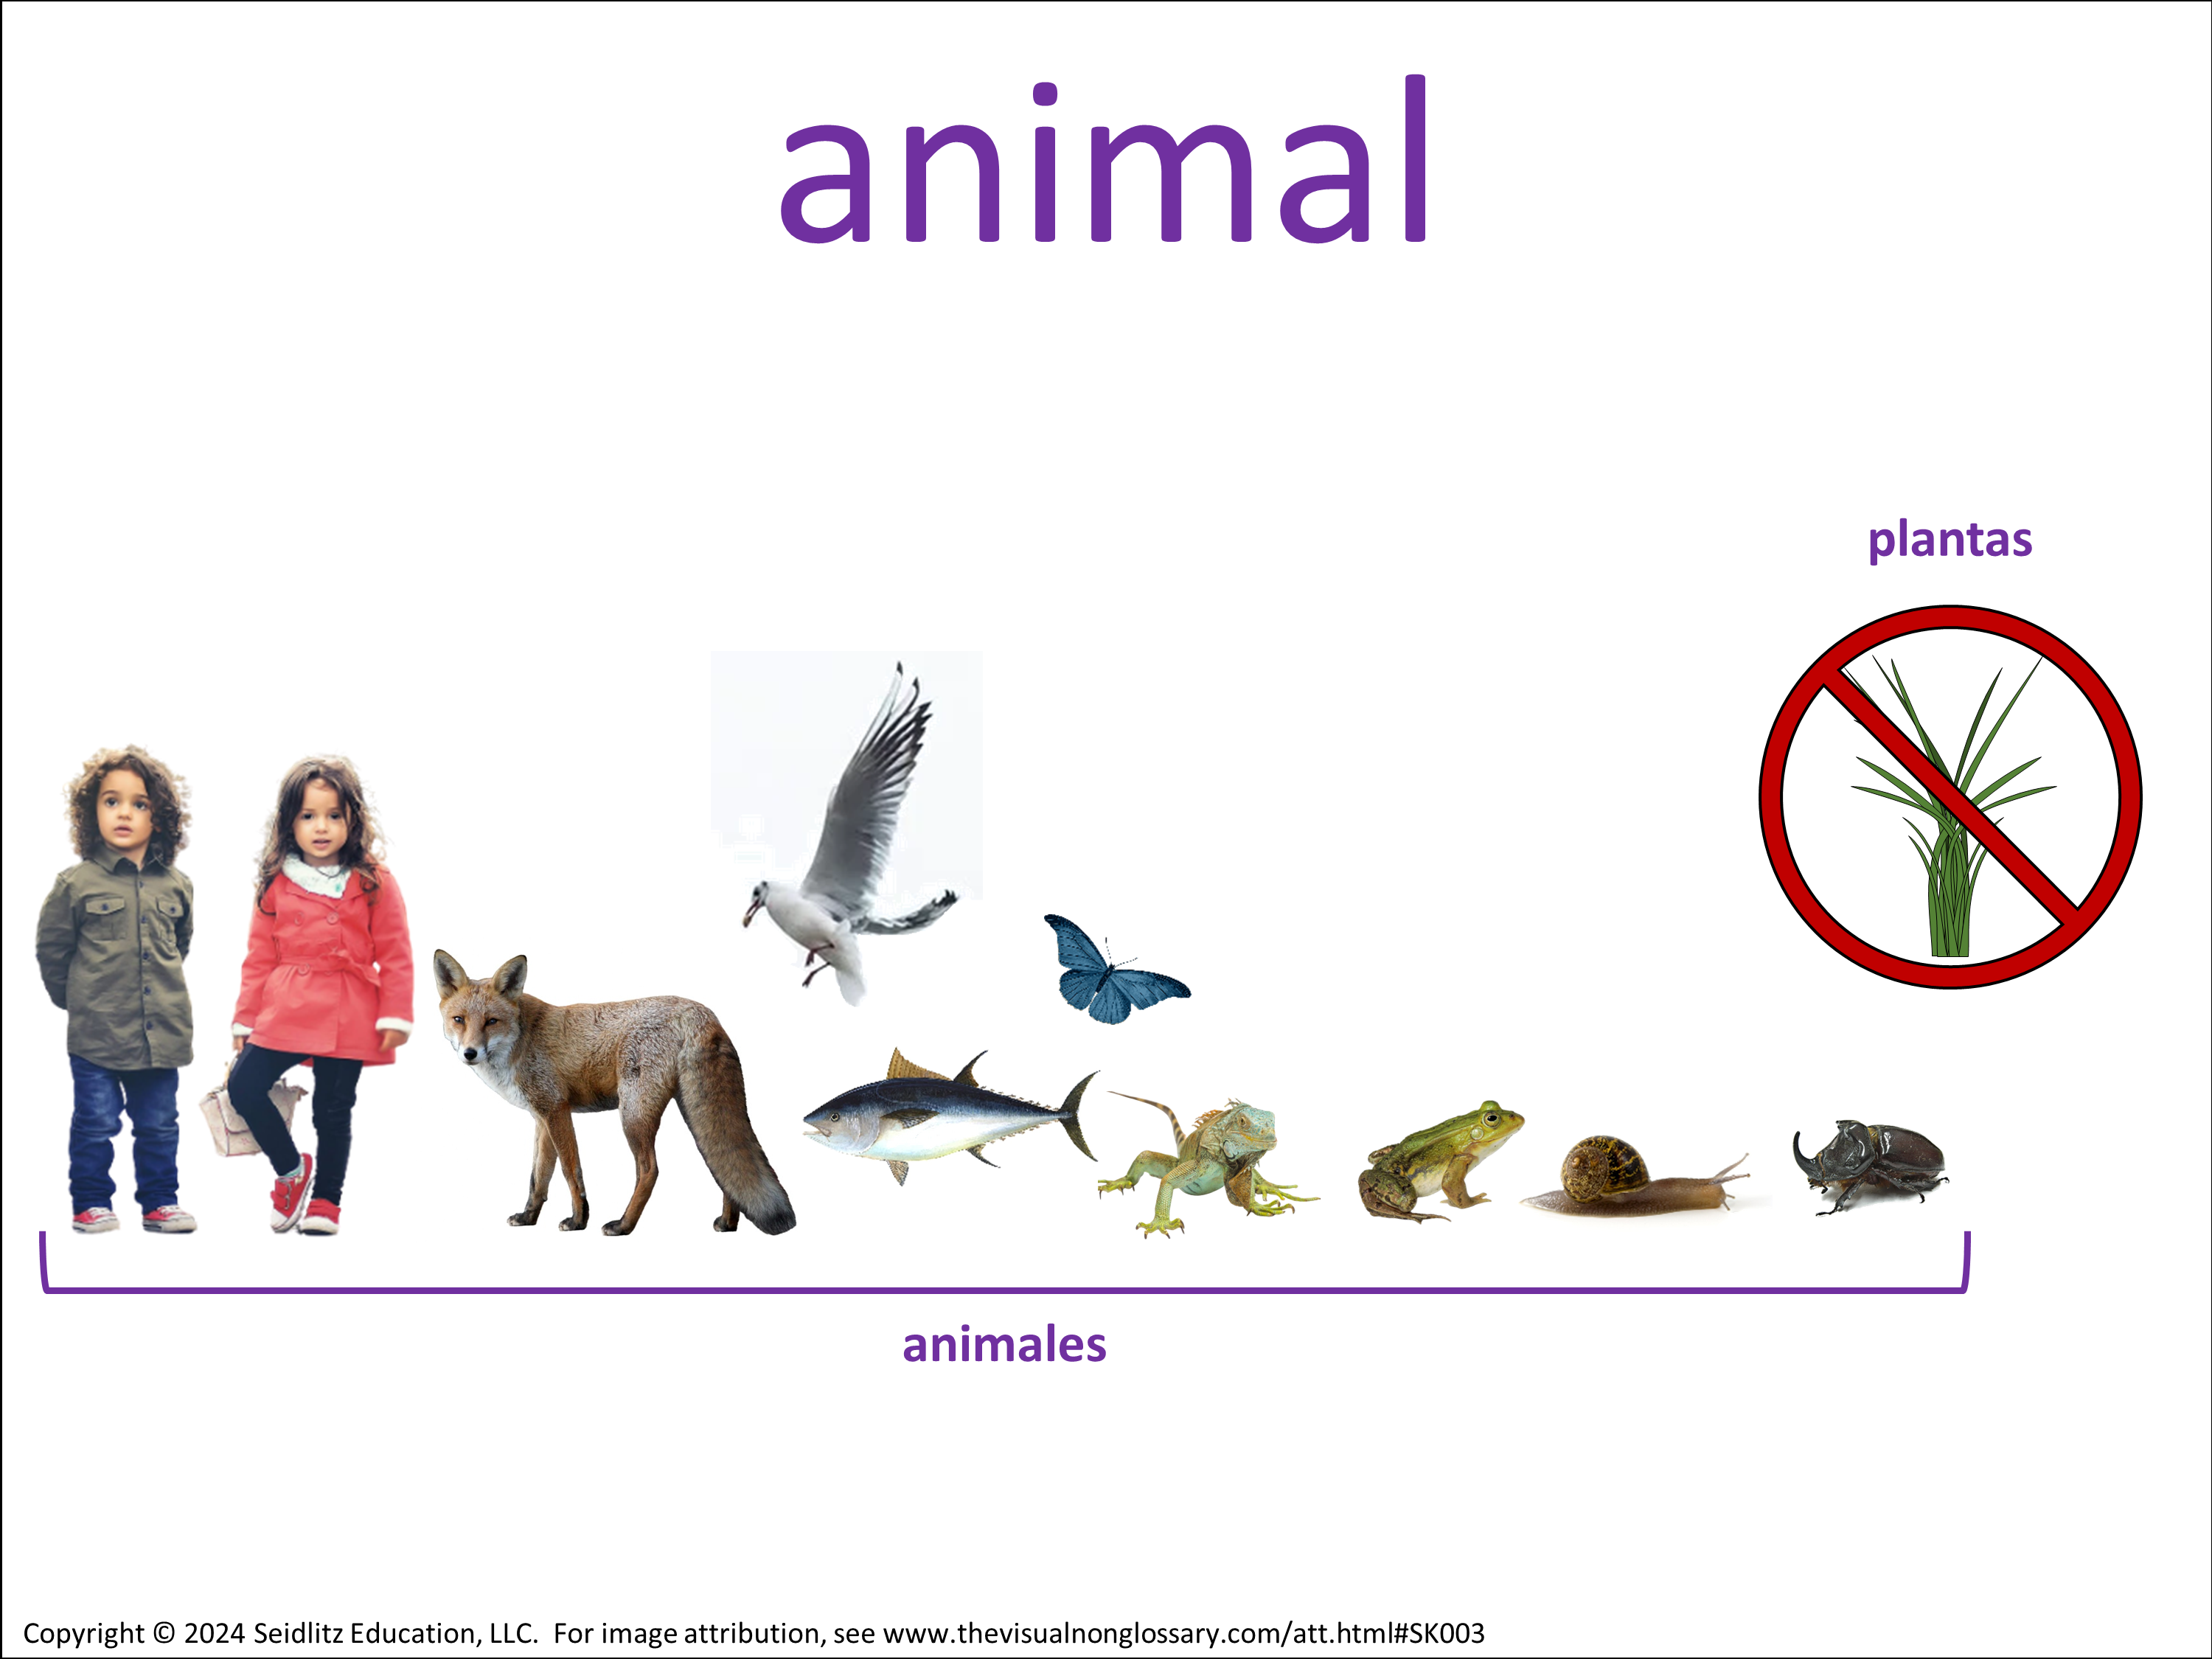 animal
plantas
animales
Copyright © 2024 Seidlitz Education, LLC.  For image attribution, see www.thevisualnonglossary.com/att.html#SK003